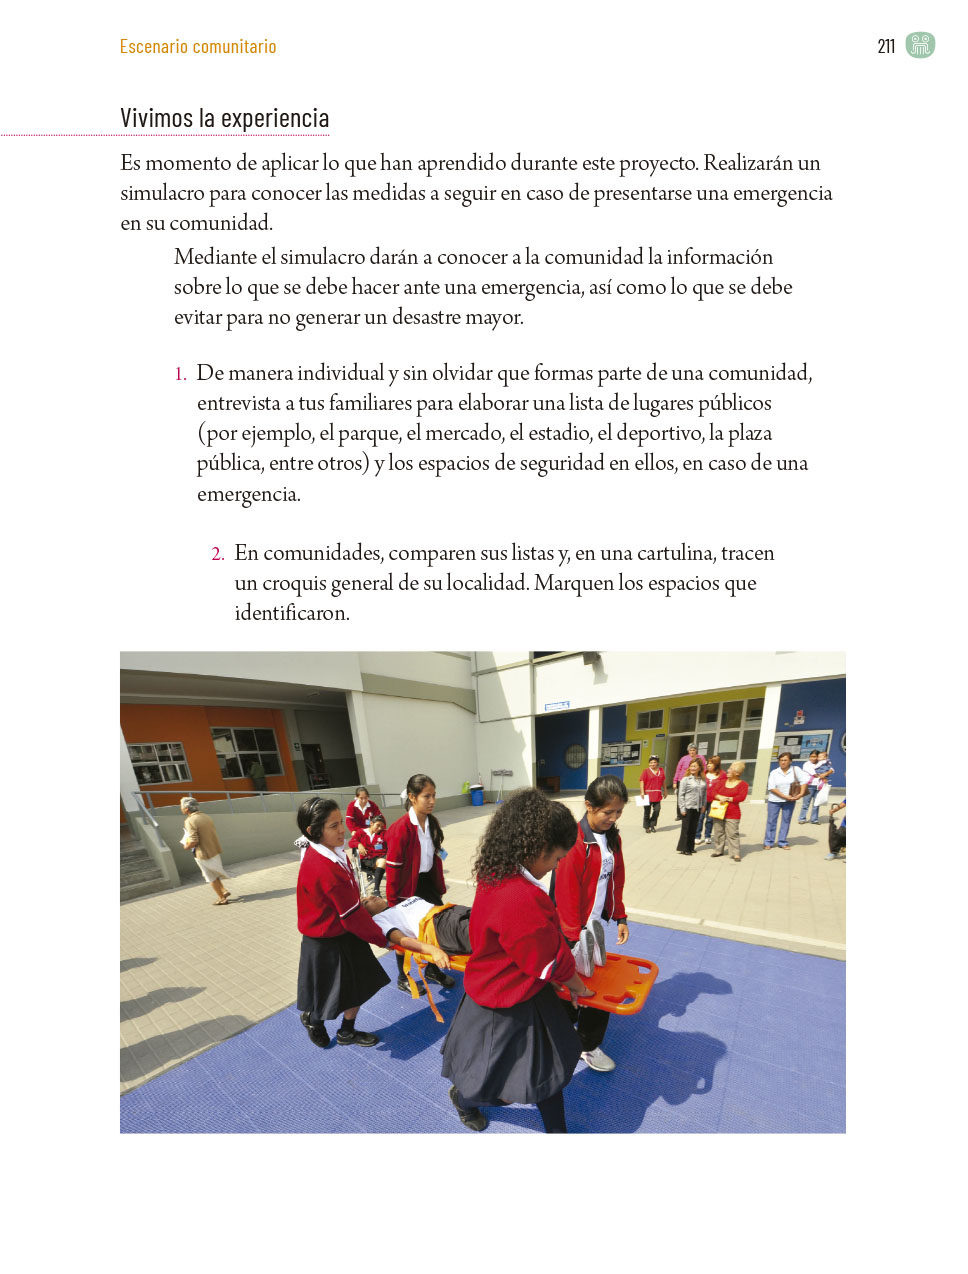 Escenario comunitario
211
Vivimos la experiencia
Es momento de aplicar lo que han aprendido durante este proyecto. Realizarán un
simulacro para conocer las medidas a seguir en caso de presentarse una emergencia
en su comunidad.
Mediante el simulacro darán a conocer a la comunidad la información
sobre lo que se debe hacer ante una emergencia, así como lo que se debe
evitar para no generar un desastre mayor.
1. De manera individual y sin olvidar que formas parte de una comunidad,
entrevista a tus familiares para elaborar una lista de lugares públicos
(por ejemplo, el parque, el mercado, el estadio, el deportivo, la plaza
pública, entre otros) y los espacios de seguridad en ellos, en caso de una
emergencia.
2. En comunidades, comparen sus listas y, en una cartulina, tracen
un croquis general de su localidad. Marquen los espacios que
identificaron.